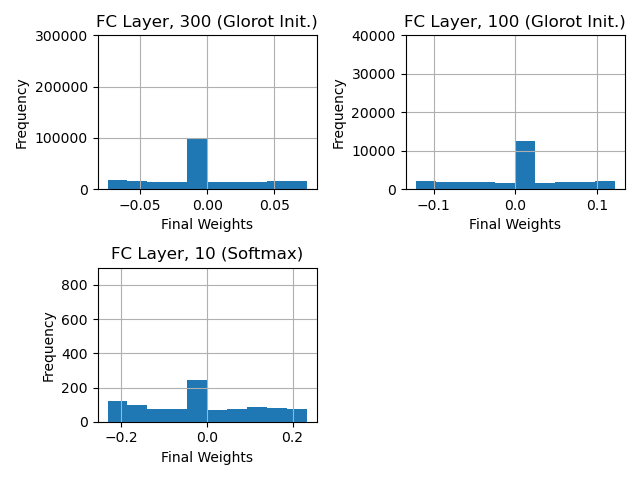 FC Layer, 300 (Glorot Init.)
300000
200000
100000
0
Frequency
−0.05 0.00 0.05
Final Weights
FC Layer, 100 (Glorot Init.)
40000
30000
20000
10000
0
Frequency
−0.1 0.0 0.1
Final Weights
FC Layer, 10 (Softmax)
800
600
400
200
0
Frequency
−0.2 0.0 0.2
Final Weights